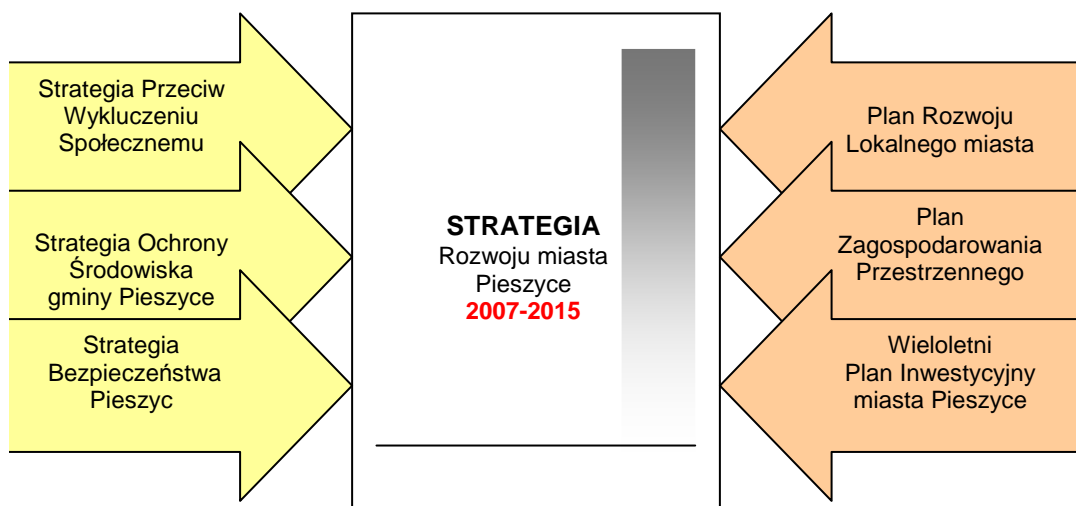 Strategia Przeciw
Wykluczeniu
Społecznemu
Strategia Ochrony
Środowiska
gminy Pieszyce
Strategia
Bezpieczeństwa
Pieszyc
STRATEGIA
Rozwoju miasta
Pieszyce
2007-2015
Plan Rozwoju
Lokalnego miasta
Plan
Zagospodarowania
Przestrzennego
Wieloletni
Plan Inwestycyjny
miasta Pieszyce